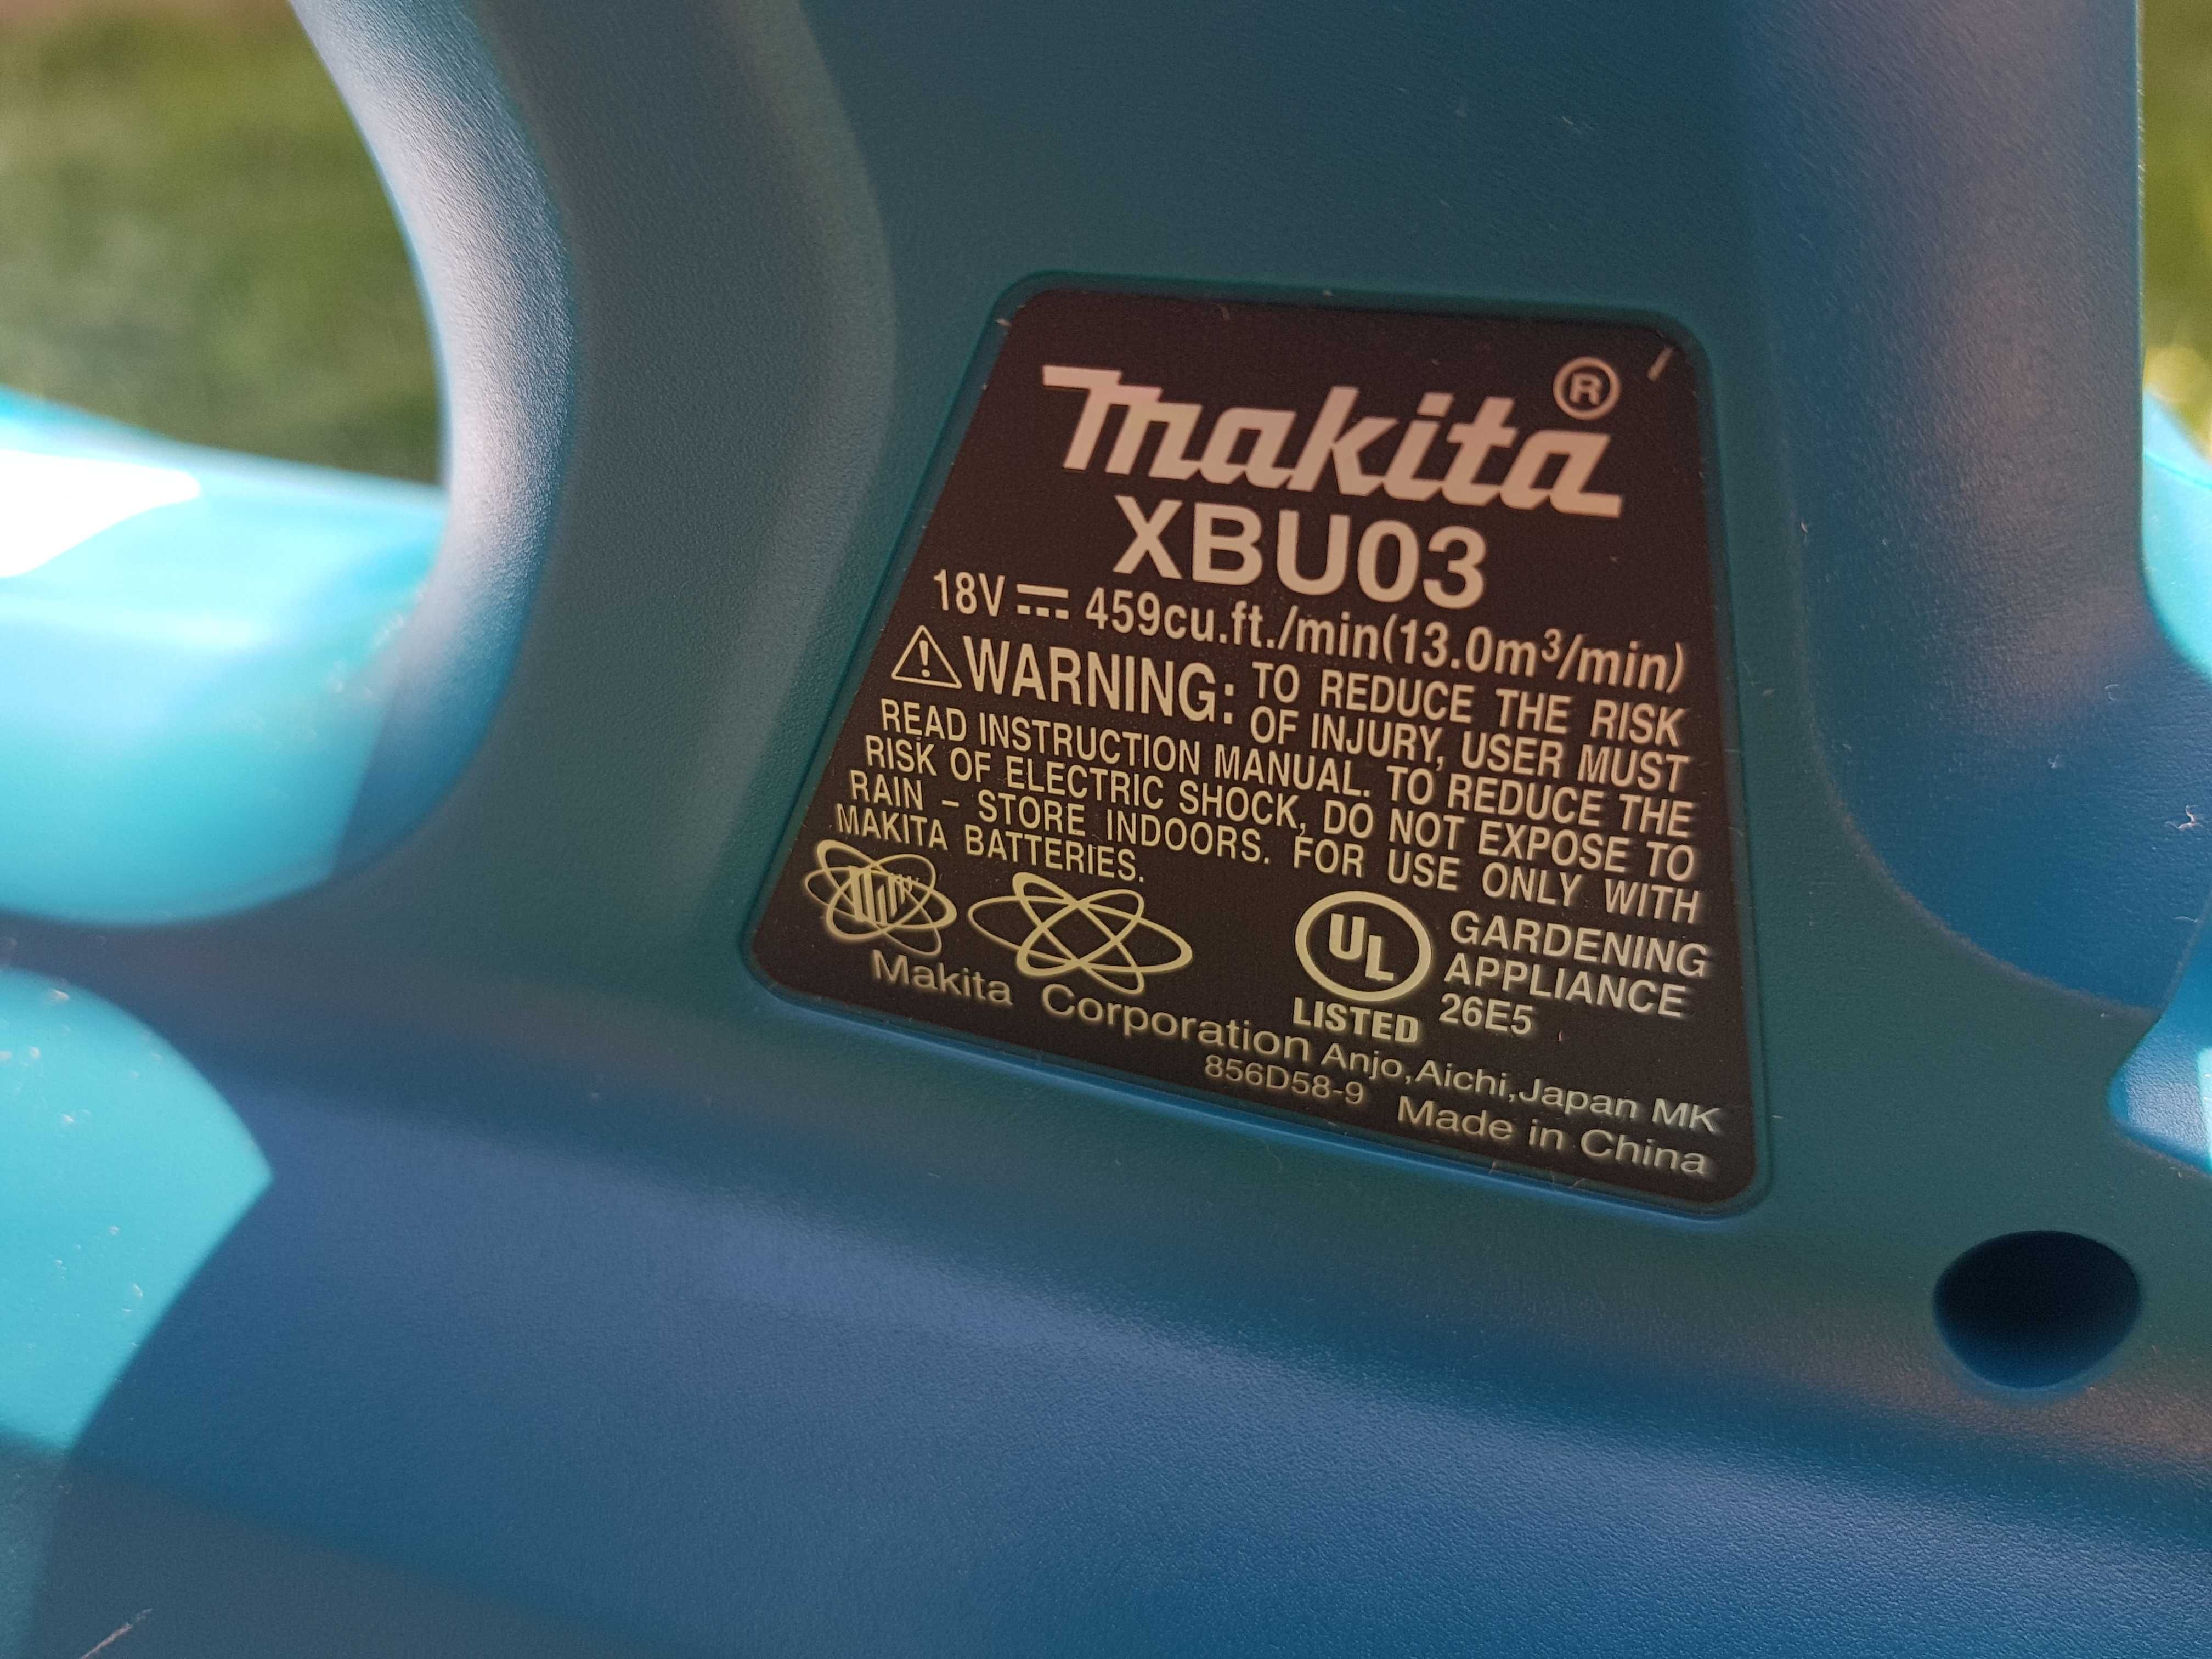 makita®
XBU03
18V ⎓ 459cu.ft./min(13.0m³/min)
⚠WARNING: TO REDUCE THE RISK
OF INJURY, USER MUST
READ INSTRUCTION MANUAL. TO REDUCE THE
RISK OF ELECTRIC SHOCK, DO NOT EXPOSE TO
RAIN – STORE INDOORS. FOR USE ONLY WITH
MAKITA BATTERIES.
UL GARDENING
APPLIANCE
LISTED 26E5
Makita Corporation Anjo,Aichi,Japan MK
856D58-9 Made in China